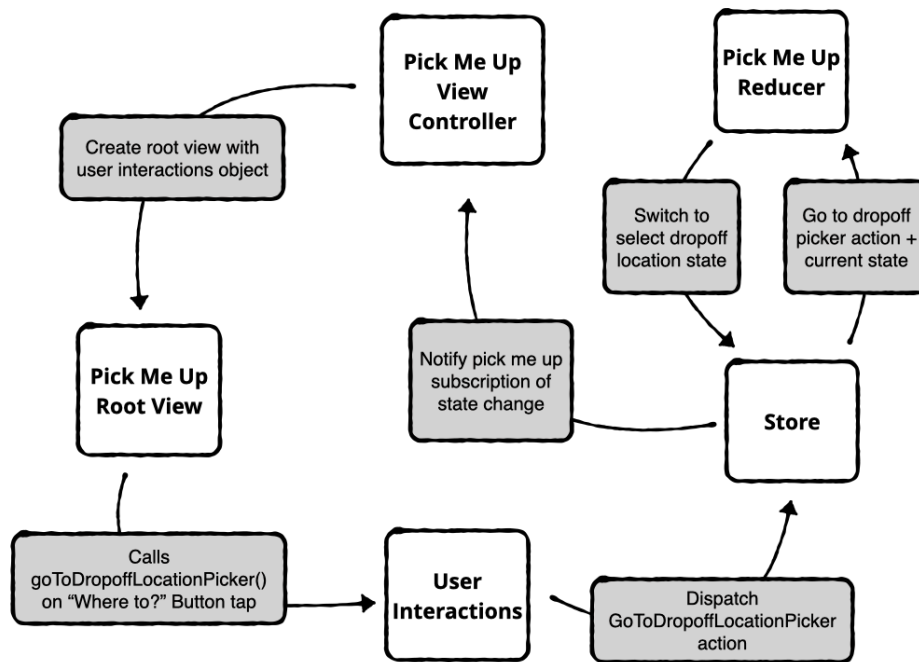 Pick Me Up
View
Controller
Pick Me Up
Reducer
Create root view with
user interactions object
Switch to
select dropoff
location state
Go to dropoff
picker action +
current state
Pick Me Up
Root View
Notify pick me up
subscription of
state change
Store
Calls
goToDropoffLocationPicker()
on “Where to?” Button tap
User
Interactions
Dispatch
GoToDropoffLocationPicker
action